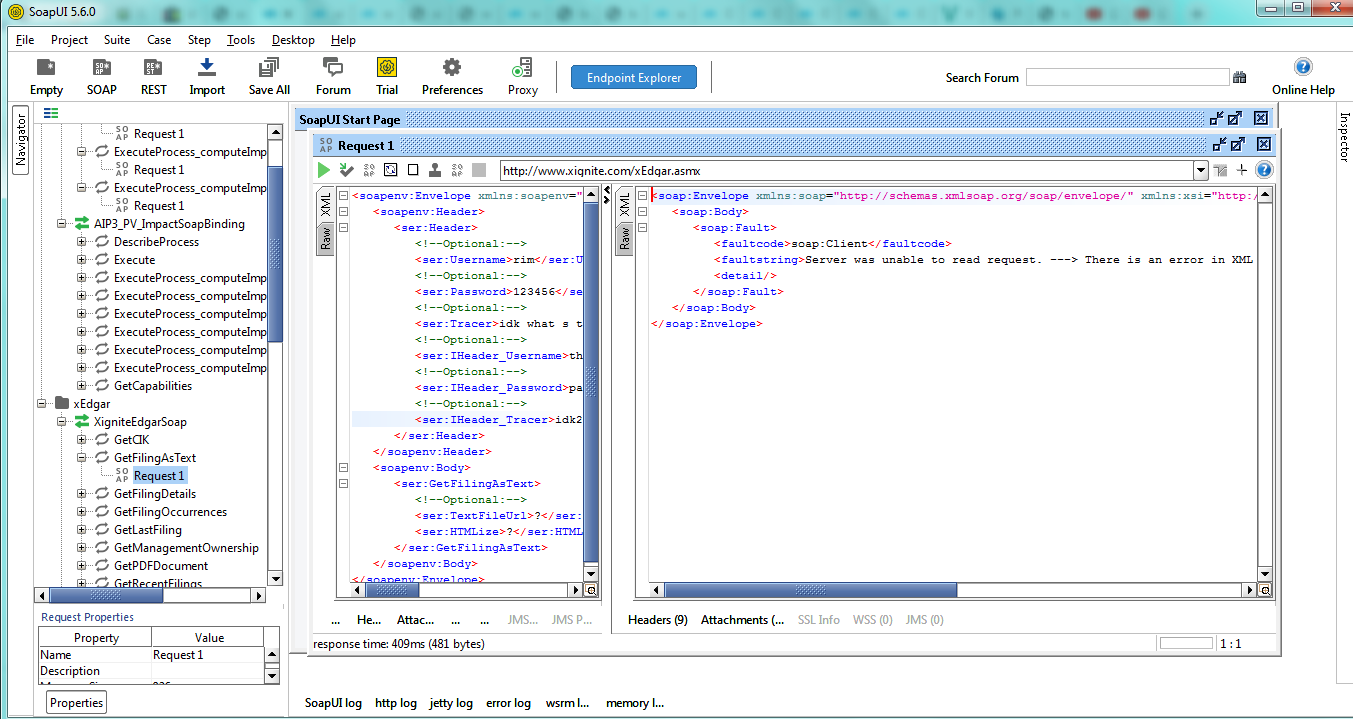 SoapUI 5.6.0
File Project Suite Case Step Tools Desktop Help
Empty SOAP REST Import Save All Forum Trial Preferences Proxy Endpoint Explorer Search Forum Online Help
Navigator
Inspector
Request 1
ExecuteProcess_computeImp
Request 1
ExecuteProcess_computeImp
Request 1
AIP3_PV_ImpactSoapBinding
DescribeProcess
Execute
ExecuteProcess_computeImp
ExecuteProcess_computeImp
ExecuteProcess_computeImp
ExecuteProcess_computeImp
ExecuteProcess_computeImp
ExecuteProcess_computeImp
GetCapabilities
xEdgar
XigniteEdgarSoap
GetCIK
GetFilingAsText
Request 1
GetFilingDetails
GetFilingOccurrences
GetLastFiling
GetManagementOwnership
GetPDFDocument
GetRecentFilings
Request Properties
Property Value
Name Request 1
Description
Properties
SoapUI Start Page
Request 1
http://www.xignite.com/xEdgar.asmx
XML
Raw
<soapenv:Envelope xmlns:soapenv="
<soapenv:Header>
<ser:Header>
<!--Optional:-->
<ser:Username>rim</ser:U
<!--Optional:-->
<ser:Password>123456</se
<!--Optional:-->
<ser:Tracer>idk what s t
<!--Optional:-->
<ser:IHeader_Username>th
<!--Optional:-->
<ser:IHeader_Password>pa
<!--Optional:-->
<ser:IHeader_Tracer>idk2
</ser:Header>
</soapenv:Header>
<soapenv:Body>
<ser:GetFilingAsText>
<!--Optional:-->
<ser:TextFileUrl>?</ser:
<ser:HTMLize>?</ser:HTML
</ser:GetFilingAsText>
</soapenv:Body>
</soapenv:Envelope>
XML
Raw
<soap:Envelope xmlns:soap="http://schemas.xmlsoap.org/soap/envelope/" xmlns:xsi="http:/
<soap:Body>
<soap:Fault>
<faultcode>soap:Client</faultcode>
<faultstring>Server was unable to read request. ---> There is an error in XML
<detail/>
</soap:Fault>
</soap:Body>
</soap:Envelope>
... He... Attac... ... ... JMS... JMS P...
Headers (9) Attachments (... SSL Info WSS (0) JMS (0)
response time: 409ms (481 bytes)
1 : 1
SoapUI log http log jetty log error log wsrm l... memory l...